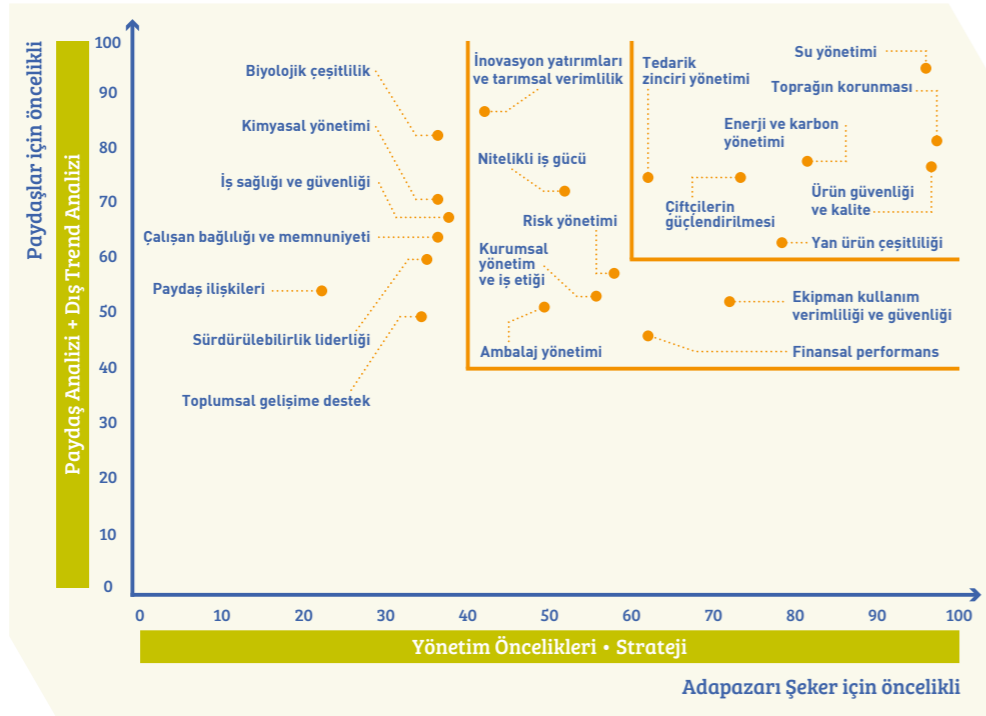 Paydaşlar için öncelikli
Paydaş Analizi + Dış Trend Analizi
100
90
80
70
60
50
40
30
20
10
0
Biyolojik çeşitlilik
Kimyasal yönetimi
İş sağlığı ve güvenliği
Çalışan bağlılığı ve memnuniyeti
Paydaş ilişkileri
Sürdürülebilirlik liderliği
Toplumsal gelişime destek
İnovasyon yatırımları
ve tarımsal verimlilik
Nitelikli iş gücü
Risk yönetimi
Kurumsal
yönetim
ve iş etiği
Ambalaj yönetimi
Tedarik
zinciri yönetimi
Su yönetimi
Toprağın korunması
Enerji ve karbon
yönetimi
Çiftçilerin
güçlendirilmesi
Ürün güvenliği
ve kalite
Yan ürün çeşitliliği
Ekipman kullanım
verimliliği ve güvenliği
Finansal performans
0 10 20 30 40 50 60 70 80 90 100
Yönetim Öncelikleri • Strateji
Adapazarı Şeker için öncelikli